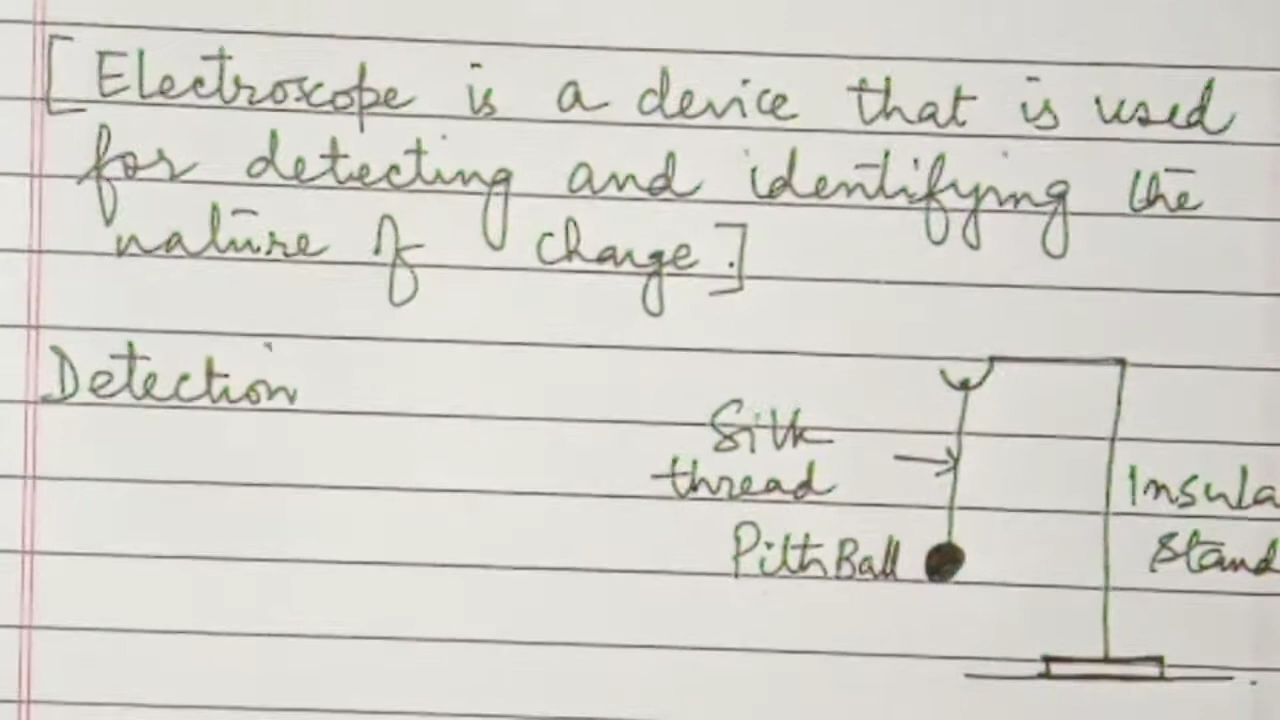 [Electroscope is a device that is used
for detecting and identifying the
nature of charge.]
Detection
Silk
thread
Pith Ball
Insula
Stand